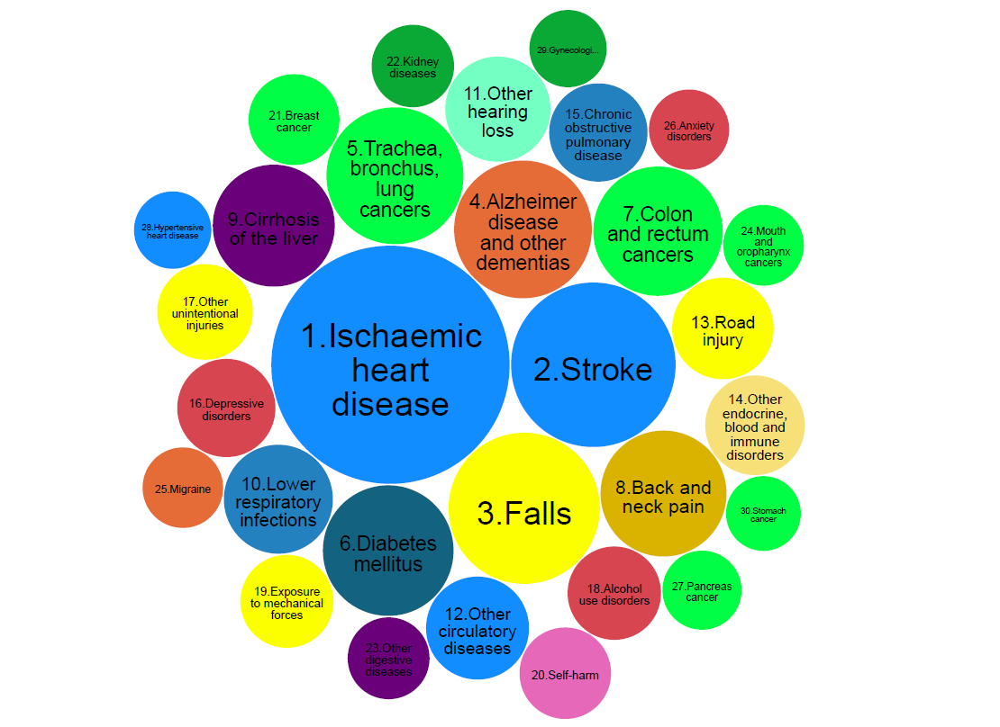 29.Gynecologi...
22.Kidney
diseases
11.Other
hearing
loss
21.Breast
cancer
15.Chronic
obstructive
pulmonary
disease
26.Anxiety
disorders
5.Trachea,
bronchus,
lung
cancers
4.Alzheimer
disease
and other
dementias
7.Colon
and rectum
cancers
9.Cirrhosis
of the liver
28.Hypertensive
heart disease
24.Mouth
and
oropharynx
cancers
17.Other
unintentional
injuries
13.Road
injury
1.Ischaemic
heart
disease
2.Stroke
16.Depressive
disorders
14.Other
endocrine,
blood and
immune
disorders
25.Migraine
10.Lower
respiratory
infections
3.Falls
8.Back and
neck pain
30.Stomach
cancer
6.Diabetes
mellitus
19.Exposure
to mechanical
forces
18.Alcohol
use disorders
27.Pancreas
cancer
12.Other
circulatory
diseases
23.Other
digestive
diseases
20.Self-harm